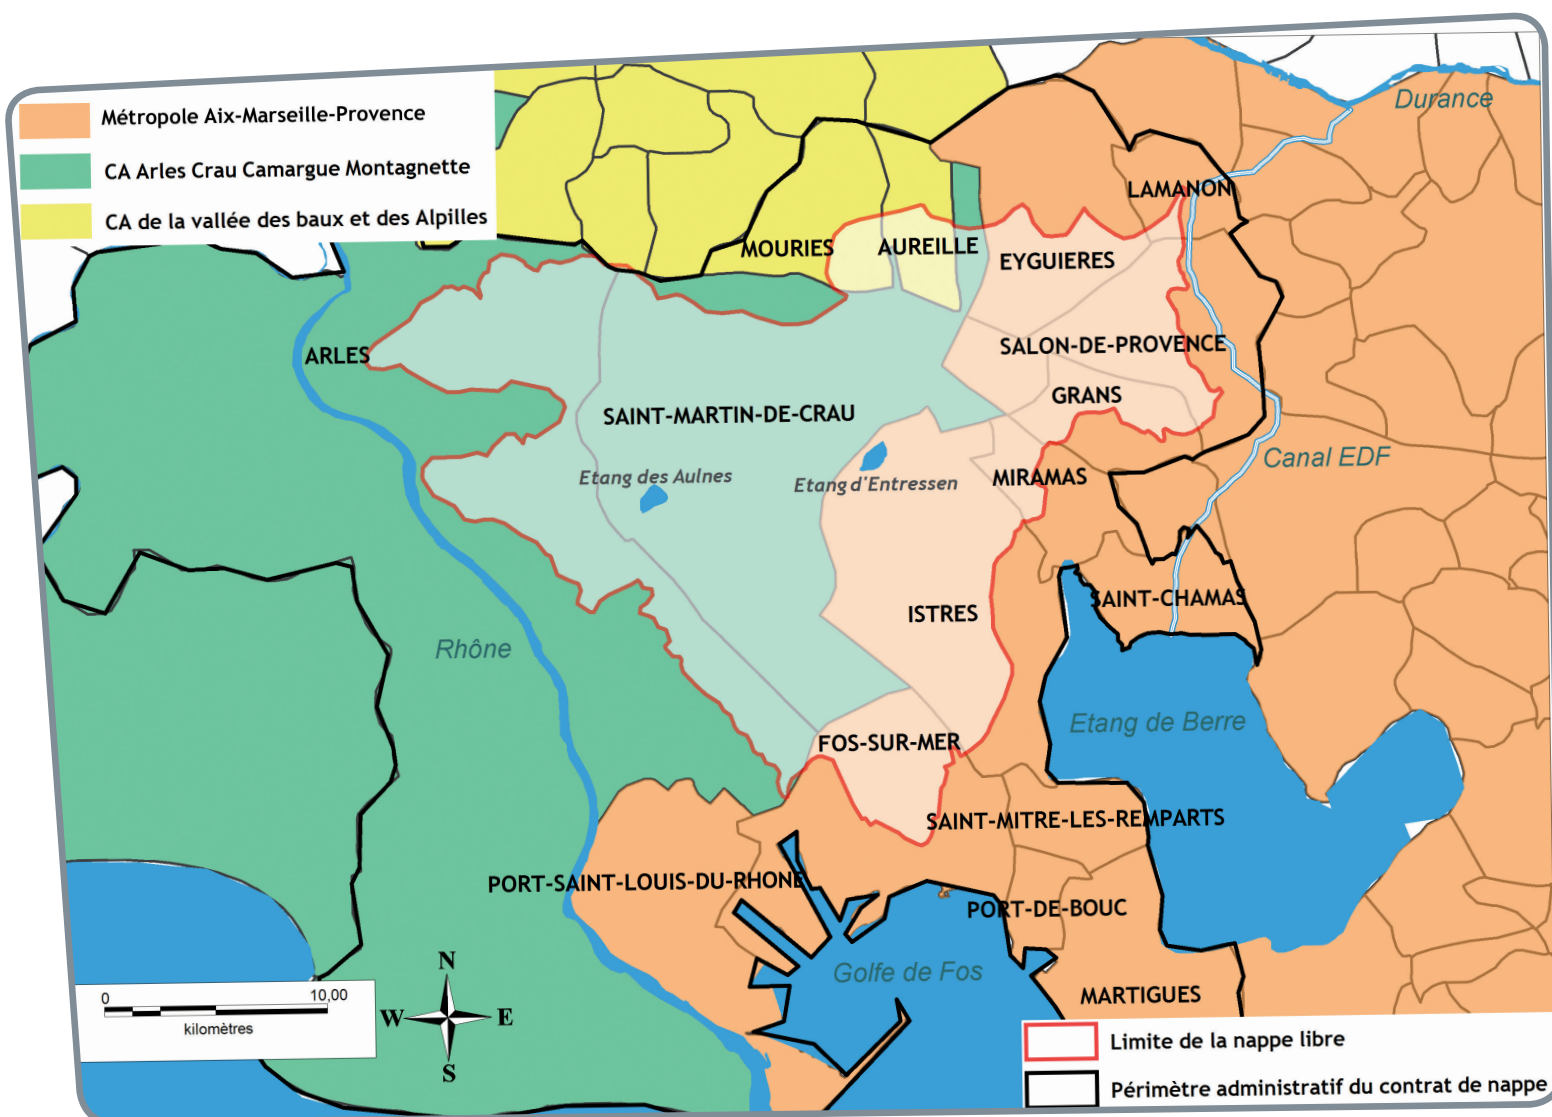 Métropole Aix-Marseille-Provence
CA Arles Crau Camargue Montagnette
CA de la vallée des baux et des Alpilles
Durance
LAMANON
MOURIES
AUREILLE
EYGUIERES
ARLES
SALON-DE-PROVENCE
GRANS
SAINT-MARTIN-DE-CRAU
Canal EDF
Etang des Aulnes
Etang d'Entressen
MIRAMAS
SAINT-CHAMAS
ISTRES
Rhône
Etang de Berre
FOS-SUR-MER
SAINT-MITRE-LES-REMPARTS
PORT-SAINT-LOUIS-DU-RHONE
PORT-DE-BOUC
Golfe de Fos
MARTIGUES
N
W E
S
0 10,00
kilomètres
Limite de la nappe libre
Périmètre administratif du contrat de nappe